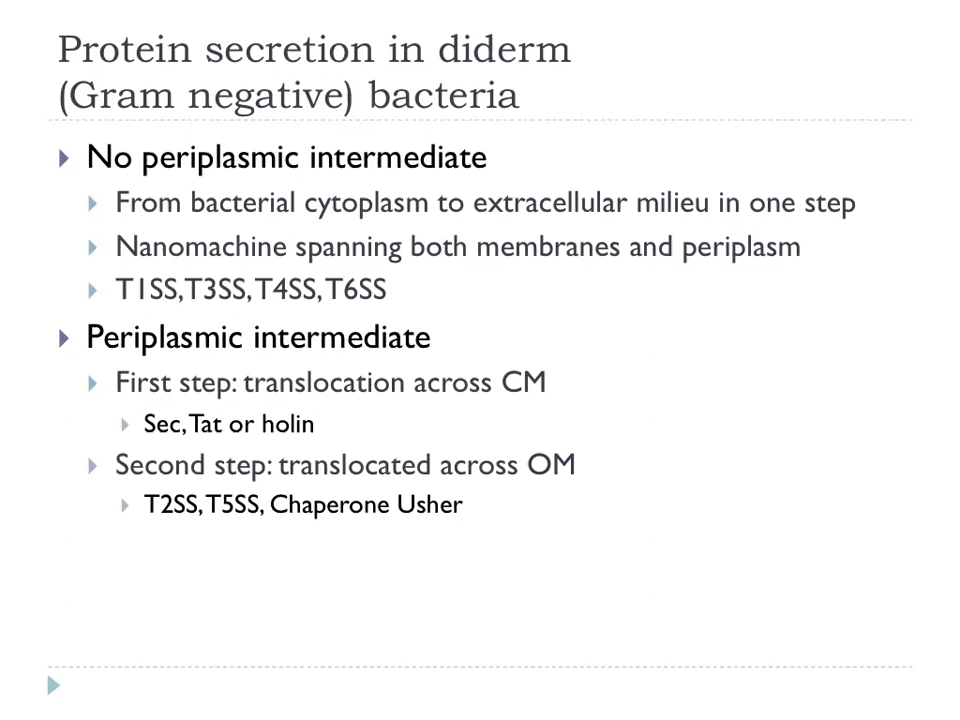 Protein secretion in diderm
(Gram negative) bacteria
No periplasmic intermediate
From bacterial cytoplasm to extracellular milieu in one step
Nanomachine spanning both membranes and periplasm
T1SS, T3SS, T4SS, T6SS
Periplasmic intermediate
First step: translocation across CM
Sec, Tat or holin
Second step: translocated across OM
T2SS, T5SS, Chaperone Usher